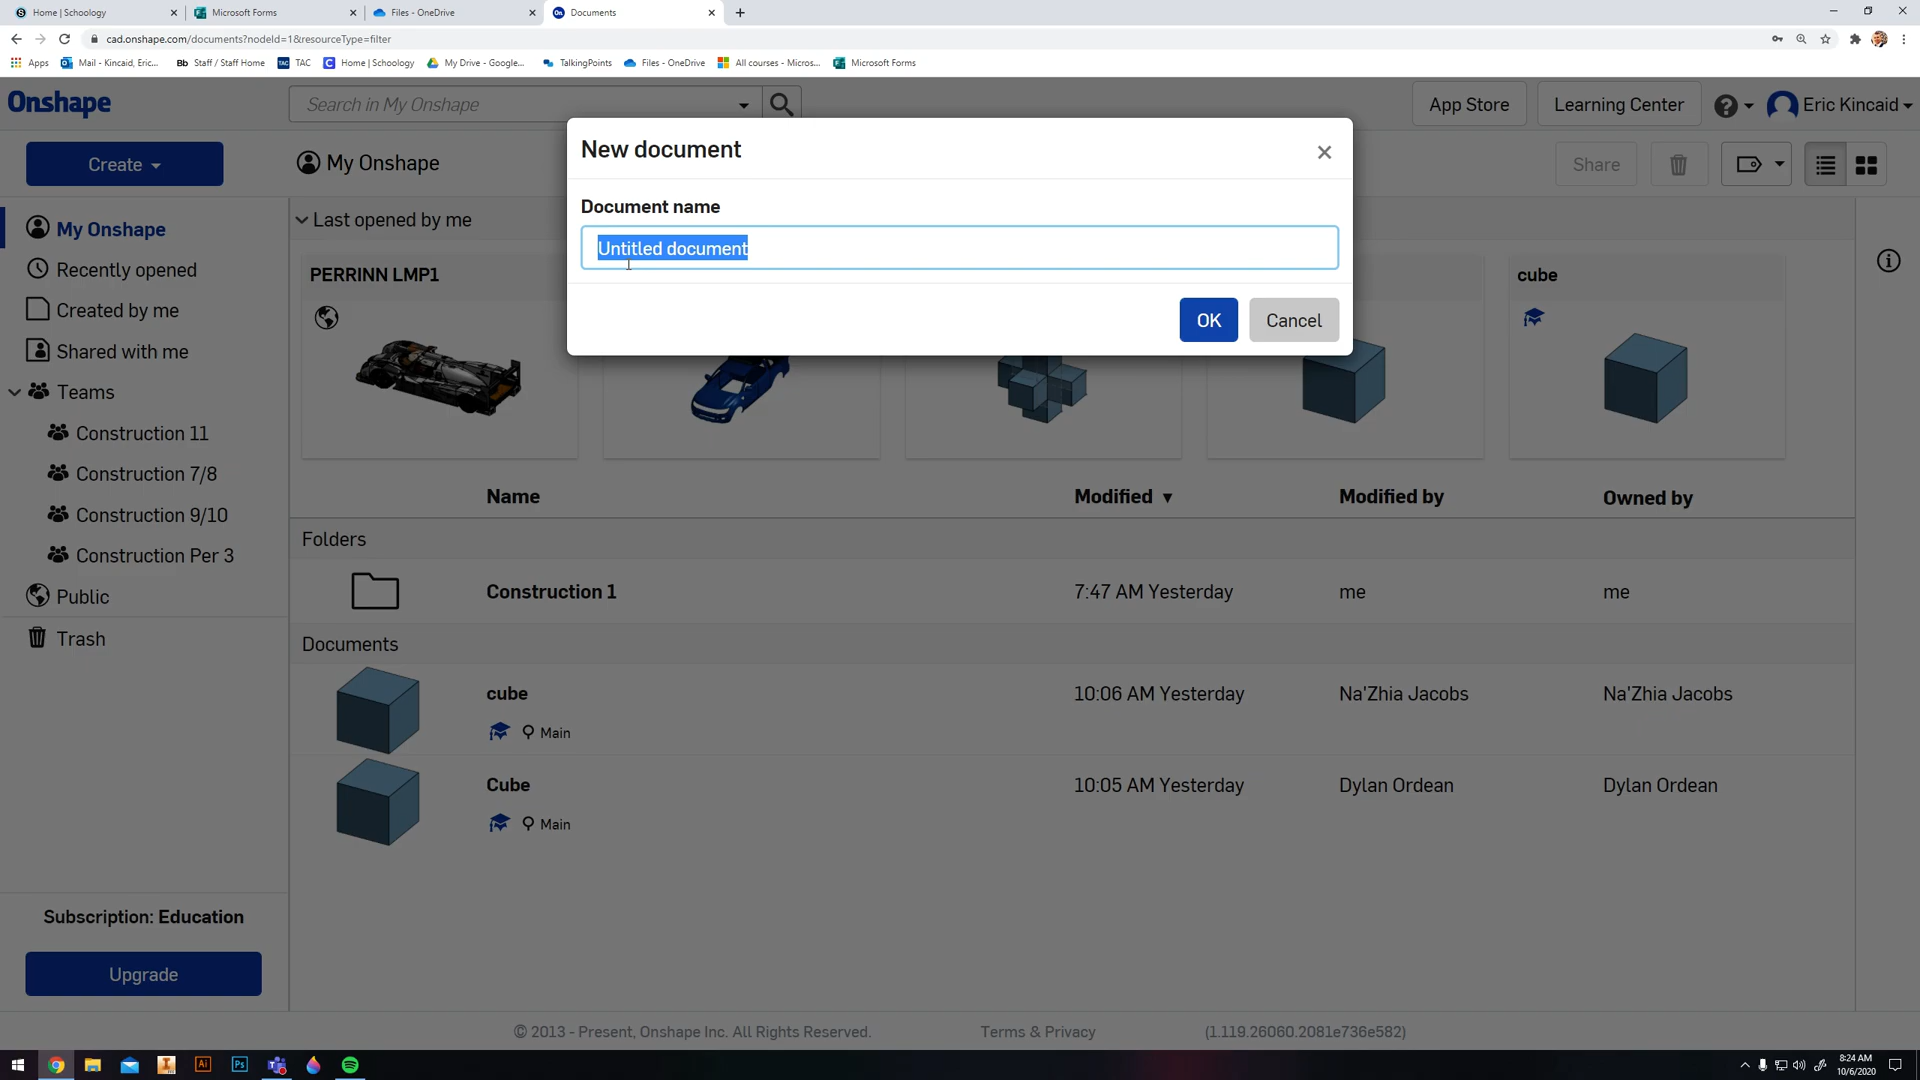 Home | Schoology
Microsoft Forms
Files - OneDrive
Documents
cad.onshape.com/documents?nodeId=1&resourceType=filter
Apps
Mail - Kincaid, Eric...
Bb Staff / Staff Home
TAC TAC
Home | Schoology
My Drive - Google...
TalkingPoints
Files - OneDrive
All courses - Micros...
Microsoft Forms
Onshape
Search in My Onshape
App Store
Learning Center
Eric Kincaid
Create
My Onshape
Share
New document
Document name
Untitled document
OK
Cancel
My Onshape
Recently opened
Created by me
Shared with me
Teams
Construction 11
Construction 7/8
Construction 9/10
Construction Per 3
Public
Trash
Last opened by me
PERRINN LMP1
cube
Name Modified ▼ Modified by Owned by
Folders
Construction 1 7:47 AM Yesterday me me
Documents
cube 10:06 AM Yesterday Na'Zhia Jacobs Na'Zhia Jacobs
Main
Cube 10:05 AM Yesterday Dylan Ordean Dylan Ordean
Main
Subscription: Education
Upgrade
© 2013 - Present, Onshape Inc. All Rights Reserved. Terms & Privacy (1.119.26060.2081e736e582)
Ai
Ps
8:24 AM
10/6/2020